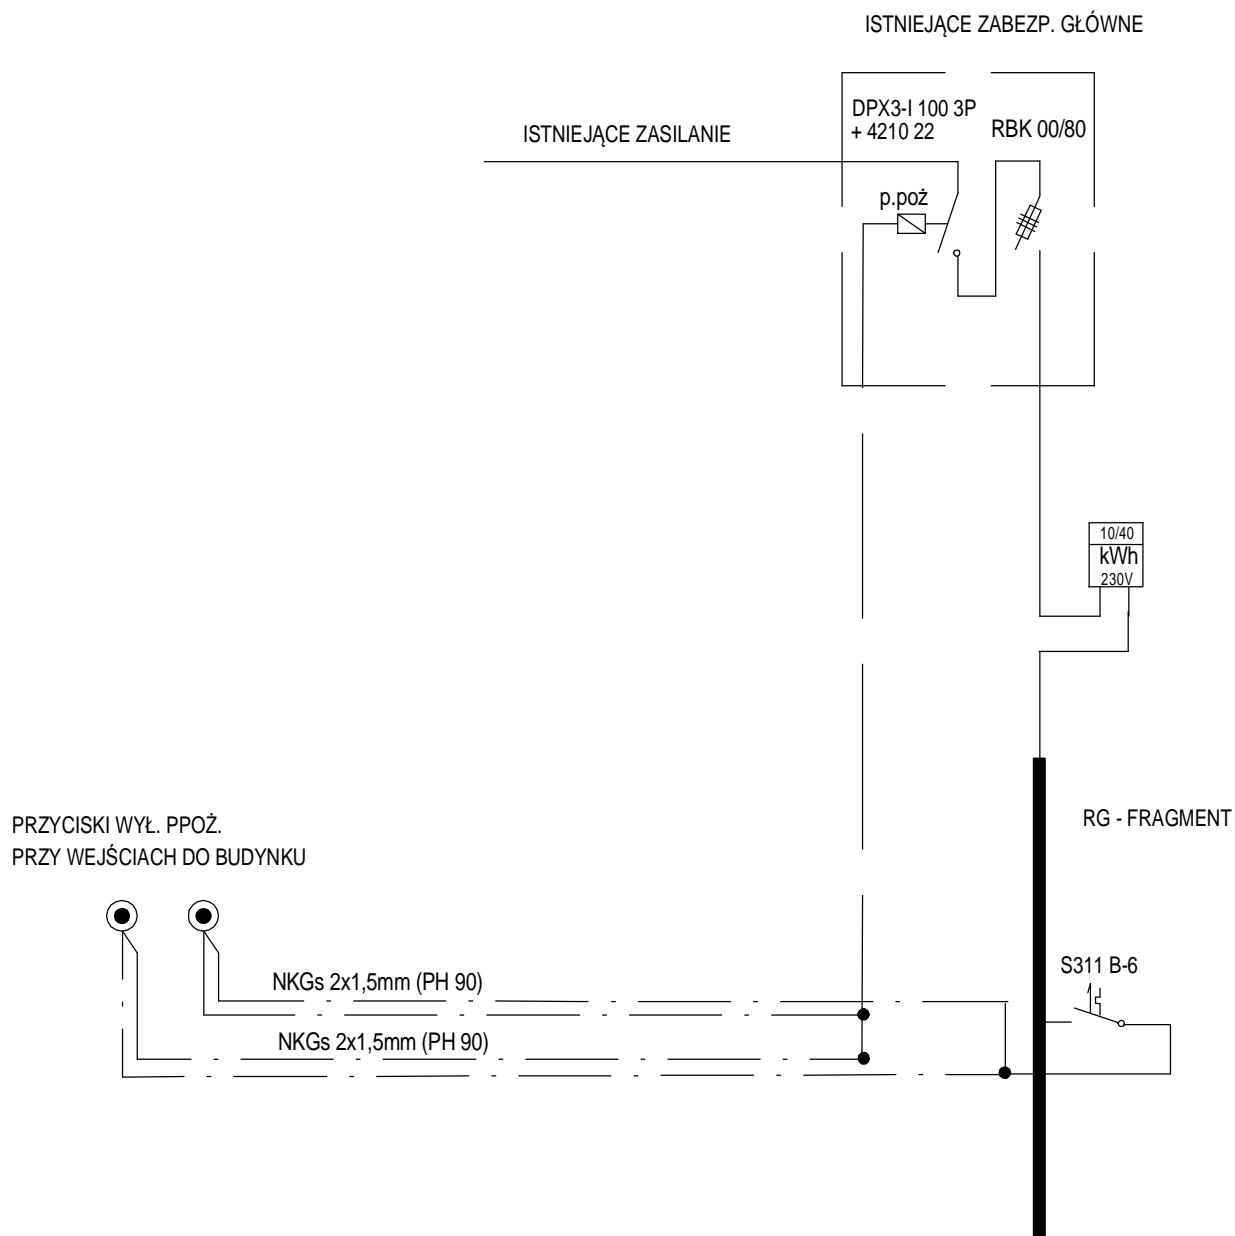 ISTNIEJĄCE ZABEZP. GŁÓWNE
DPX3-I 100 3P
+ 4210 22
RBK 00/80
ISTNIEJĄCE ZASILANIE
p.poż
10/40
kWh
230V
PRZYCISKI WYŁ. PPOŻ.
PRZY WEJŚCIACH DO BUDYNKU
RG - FRAGMENT
S311 B-6
NKGs 2x1,5mm (PH 90)
NKGs 2x1,5mm (PH 90)